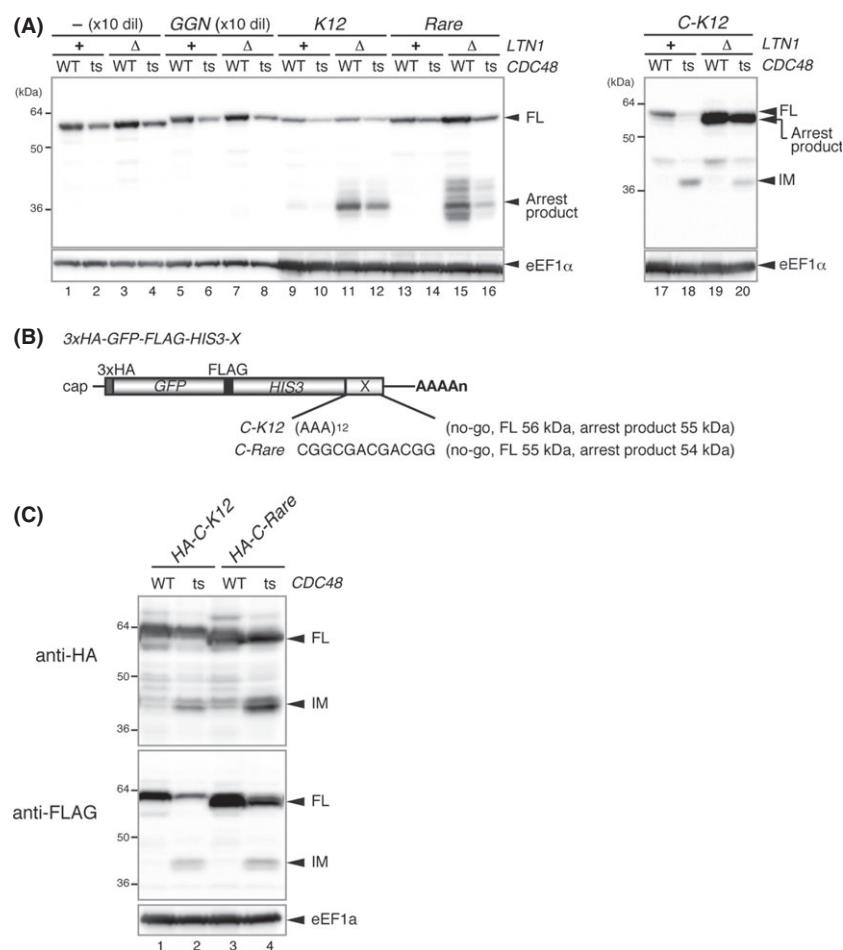 (A)
– (x10 dil) GGN (x10 dil) K12 Rare C-K12
+ Δ + Δ + Δ + Δ LTN1 + Δ LTN1
WT ts WT ts WT ts WT ts WT ts WT ts WT ts WT ts CDC48 WT ts WT ts CDC48
(kDa) (kDa)
64 FL 64 FL
50 50 Arrest product
36 Arrest product 36 IM
eEF1α eEF1α
1 2 3 4 5 6 7 8 9 10 11 12 13 14 15 16 17 18 19 20
(B) 3xHA-GFP-FLAG-HIS3-X
3xHA FLAG
cap GFP HIS3 X AAAAn
C-K12 (AAA)12 (no-go, FL 56 kDa, arrest product 55 kDa)
C-Rare CGGCGACGACGG (no-go, FL 55 kDa, arrest product 54 kDa)
(C)
HA-C-K12 HA-C-Rare
WT ts WT ts CDC48
64 FL
anti-HA
50
IM
36
64 FL
anti-FLAG
50
IM
36
eEF1a
1 2 3 4